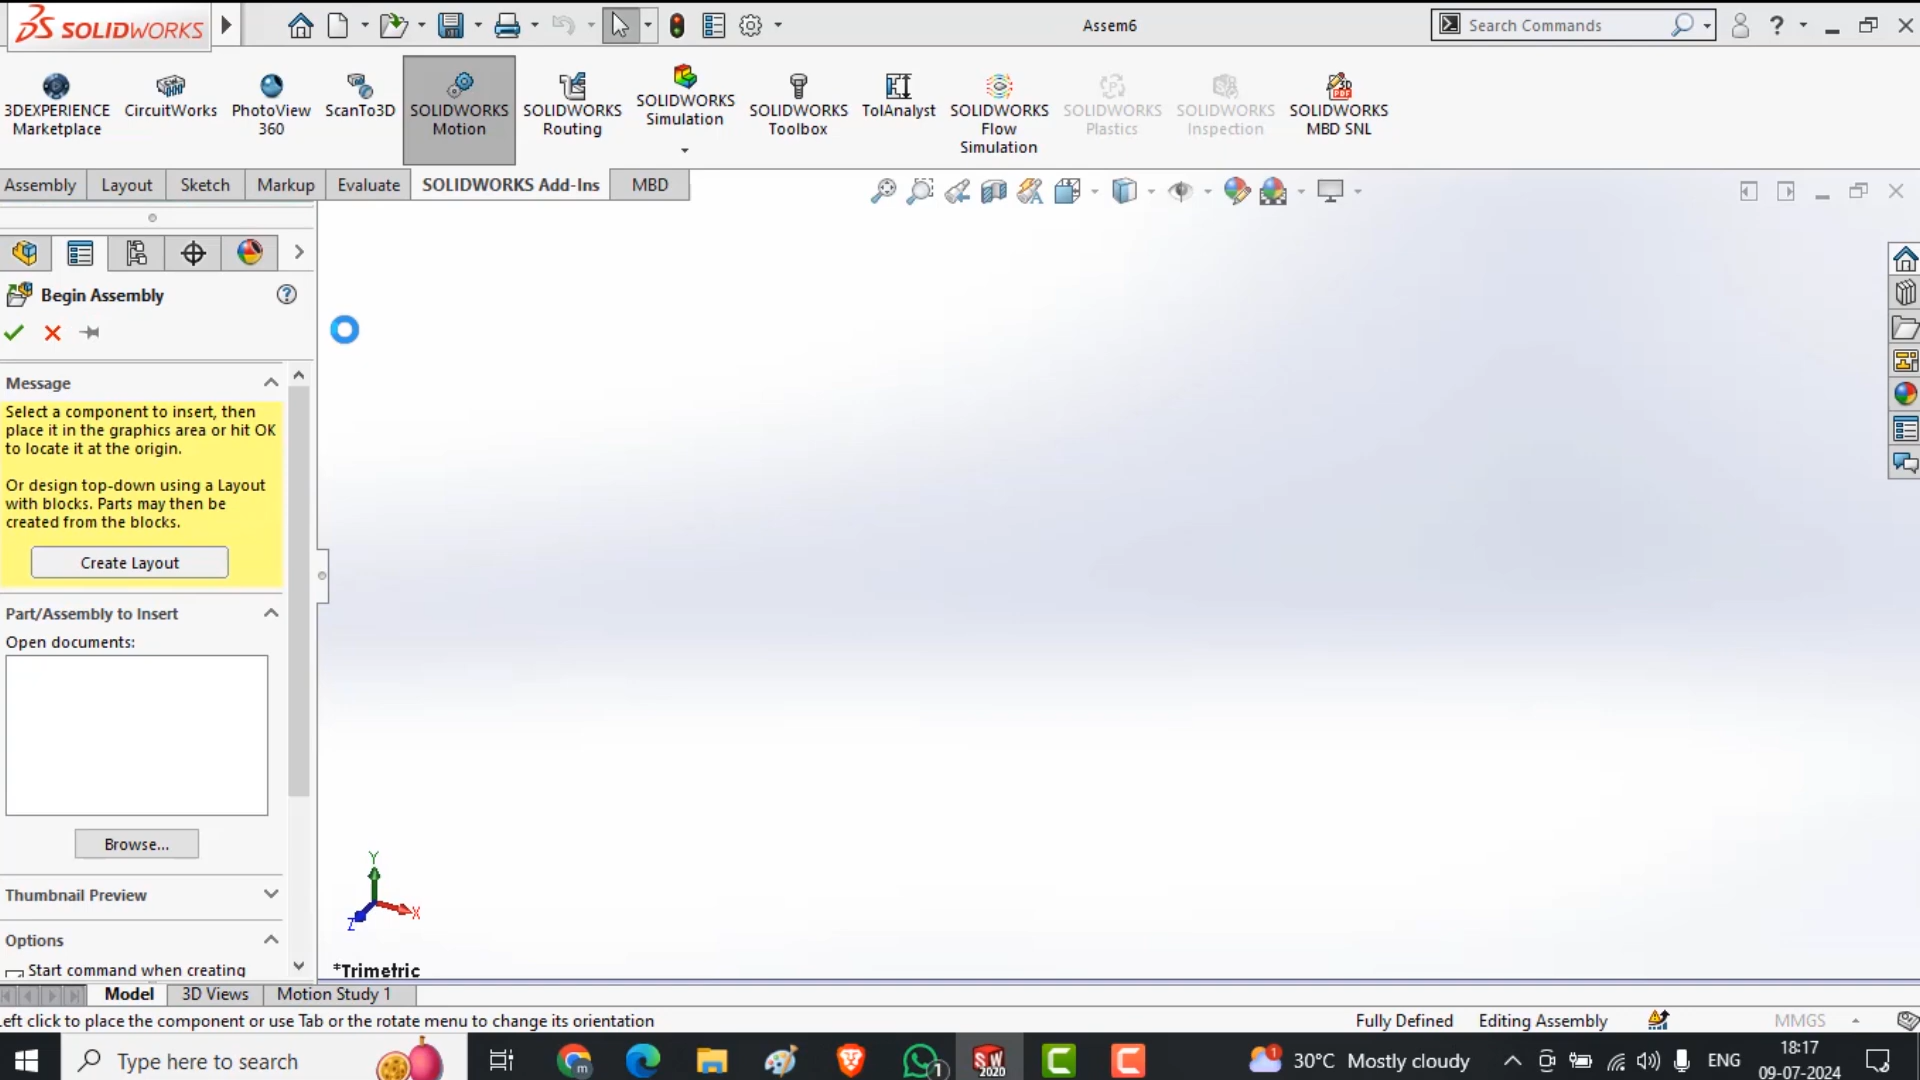 SOLIDWORKS
Assem6
Search Commands
?
3DEXPERIENCE
Marketplace
CircuitWorks
PhotoView
360
ScanTo3D
SOLIDWORKS
Motion
SOLIDWORKS
Routing
SOLIDWORKS
Simulation
SOLIDWORKS
Toolbox
TolAnalyst
SOLIDWORKS
Flow
Simulation
SOLIDWORKS
Plastics
SOLIDWORKS
Inspection
SOLIDWORKS
MBD SNL
Assembly
Layout
Sketch
Markup
Evaluate
SOLIDWORKS Add-Ins
MBD
Begin Assembly
?
Message
Select a component to insert, then
place it in the graphics area or hit OK
to locate it at the origin.
Or design top-down using a Layout
with blocks. Parts may then be
created from the blocks.
Create Layout
Part/Assembly to Insert
Open documents:
Browse...
Thumbnail Preview
Options
Start command when creating
Y
X
Z
*Trimetric
Model
3D Views
Motion Study 1
eft click to place the component or use Tab or the rotate menu to change its orientation
Fully Defined
Editing Assembly
MMGS
Type here to search
m
1
SW
2020
1
30°C Mostly cloudy
ENG
18:17
09-07-2024